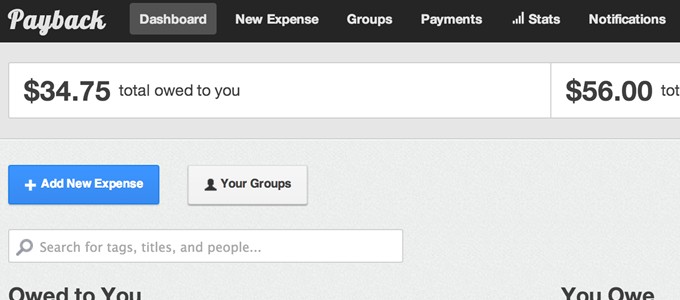 Payback Dashboard New Expense Groups Payments Stats Notifications
$34.75 total owed to you $56.00
Add New Expense Your Groups
Search for tags, titles, and people...
Owed to You You Owe